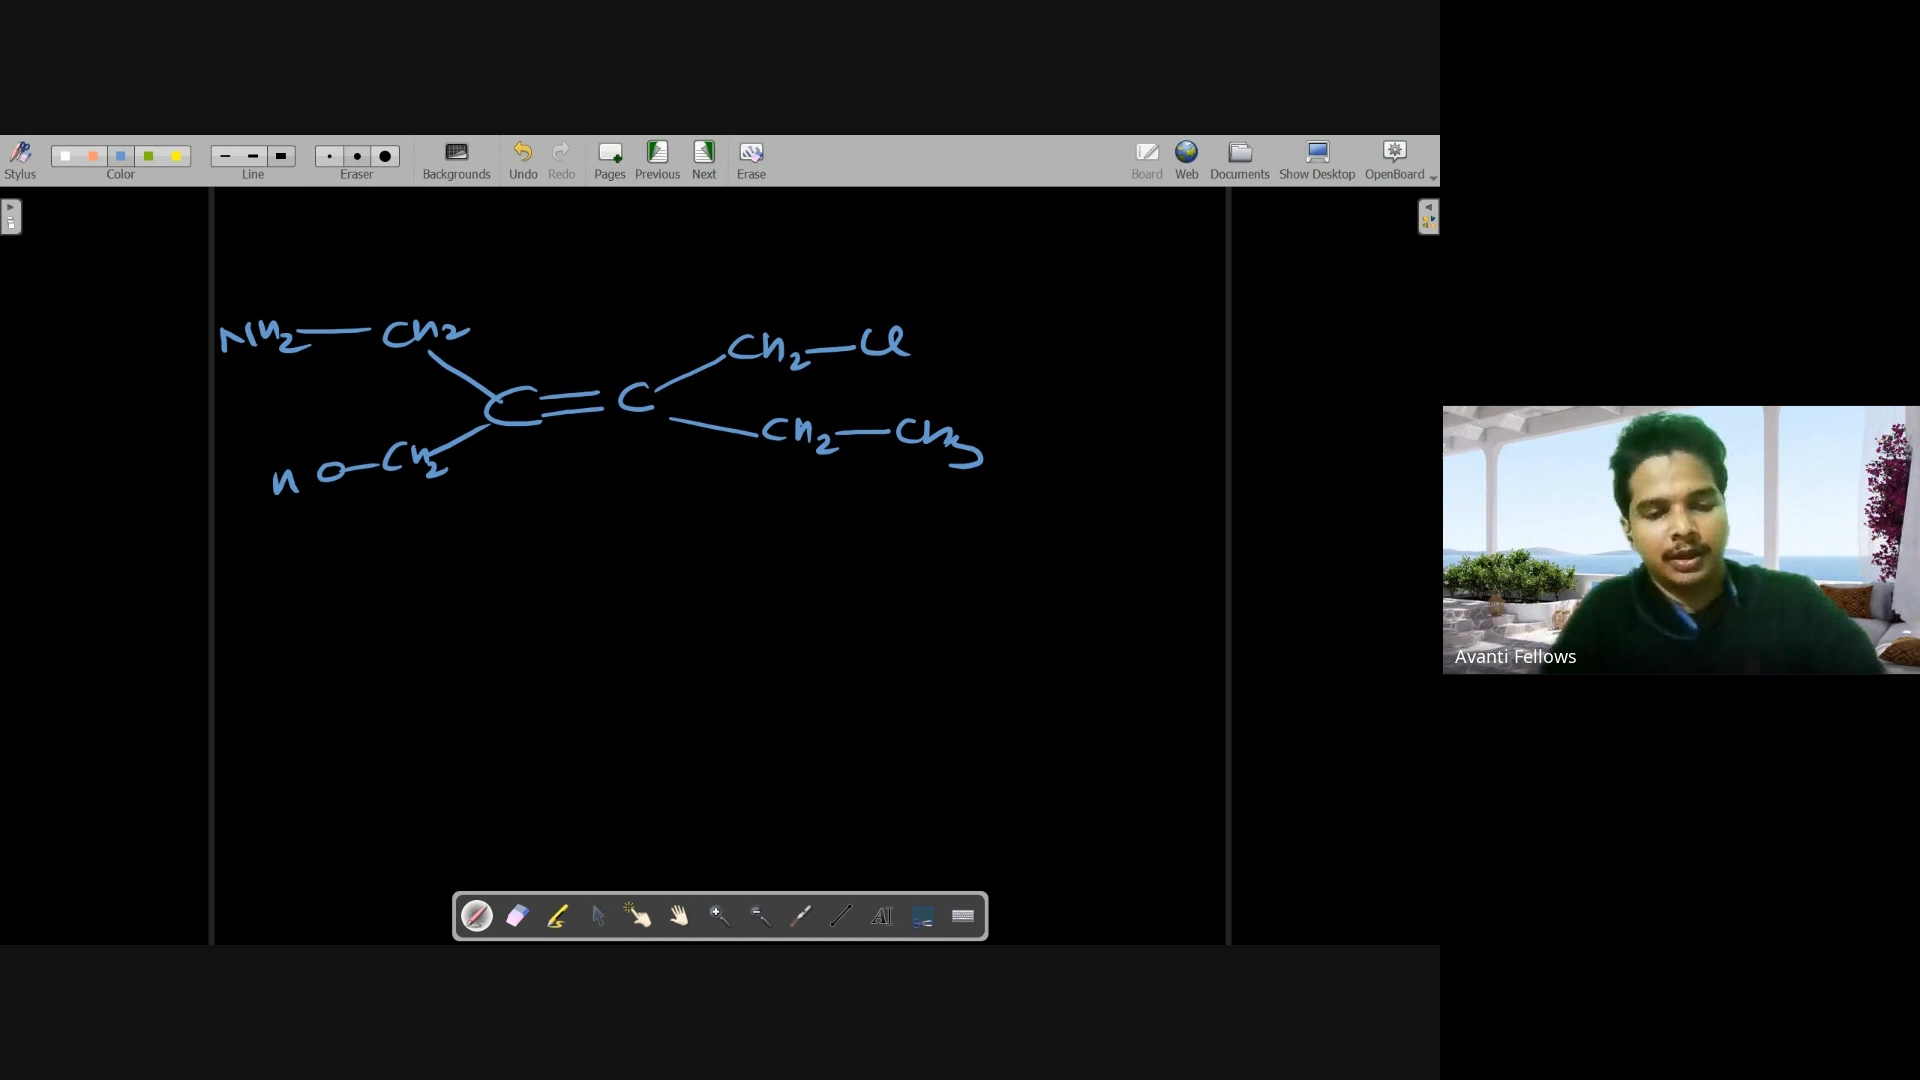 Stylus Color Line Eraser Backgrounds Undo Redo Pages Previous Next Erase Board Web Documents Show Desktop OpenBoard
NH2—CH2 CH2—Cl
C=C
HO—CH2 CH2—CH3
Avanti Fellows
AI